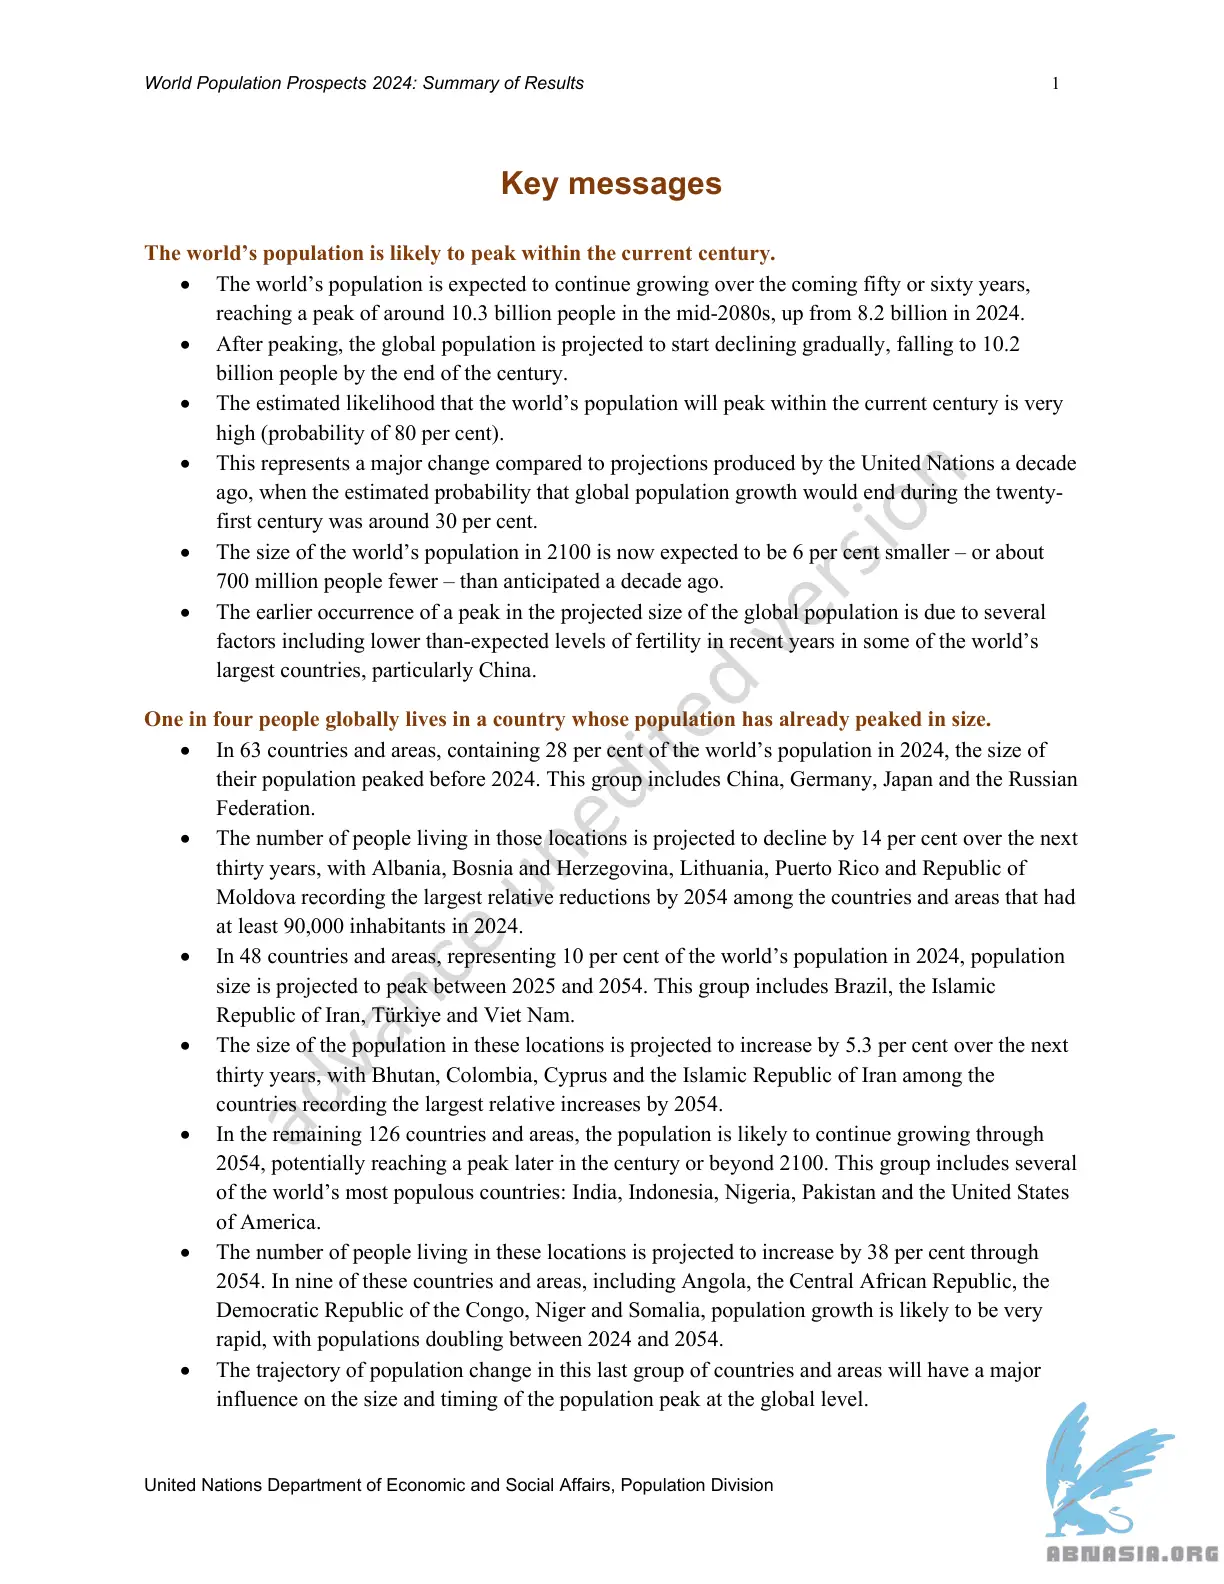 World Population Prospects 2024: Summary of Results 1
Key messages
The world’s population is likely to peak within the current century.
• The world’s population is expected to continue growing over the coming fifty or sixty years,
reaching a peak of around 10.3 billion people in the mid-2080s, up from 8.2 billion in 2024.
• After peaking, the global population is projected to start declining gradually, falling to 10.2
billion people by the end of the century.
• The estimated likelihood that the world’s population will peak within the current century is very
high (probability of 80 per cent).
• This represents a major change compared to projections produced by the United Nations a decade
ago, when the estimated probability that global population growth would end during the twenty-
first century was around 30 per cent.
• The size of the world’s population in 2100 is now expected to be 6 per cent smaller – or about
700 million people fewer – than anticipated a decade ago.
• The earlier occurrence of a peak in the projected size of the global population is due to several
factors including lower than-expected levels of fertility in recent years in some of the world’s
largest countries, particularly China.
One in four people globally lives in a country whose population has already peaked in size.
• In 63 countries and areas, containing 28 per cent of the world’s population in 2024, the size of
their population peaked before 2024. This group includes China, Germany, Japan and the Russian
Federation.
• The number of people living in those locations is projected to decline by 14 per cent over the next
thirty years, with Albania, Bosnia and Herzegovina, Lithuania, Puerto Rico and Republic of
Moldova recording the largest relative reductions by 2054 among the countries and areas that had
at least 90,000 inhabitants in 2024.
• In 48 countries and areas, representing 10 per cent of the world’s population in 2024, population
size is projected to peak between 2025 and 2054. This group includes Brazil, the Islamic
Republic of Iran, Türkiye and Viet Nam.
• The size of the population in these locations is projected to increase by 5.3 per cent over the next
thirty years, with Bhutan, Colombia, Cyprus and the Islamic Republic of Iran among the
countries recording the largest relative increases by 2054.
• In the remaining 126 countries and areas, the population is likely to continue growing through
2054, potentially reaching a peak later in the century or beyond 2100. This group includes several
of the world’s most populous countries: India, Indonesia, Nigeria, Pakistan and the United States
of America.
• The number of people living in these locations is projected to increase by 38 per cent through
2054. In nine of these countries and areas, including Angola, the Central African Republic, the
Democratic Republic of the Congo, Niger and Somalia, population growth is likely to be very
rapid, with populations doubling between 2024 and 2054.
• The trajectory of population change in this last group of countries and areas will have a major
influence on the size and timing of the population peak at the global level.
advance unedited version
United Nations Department of Economic and Social Affairs, Population Division
ABNASIA.ORG